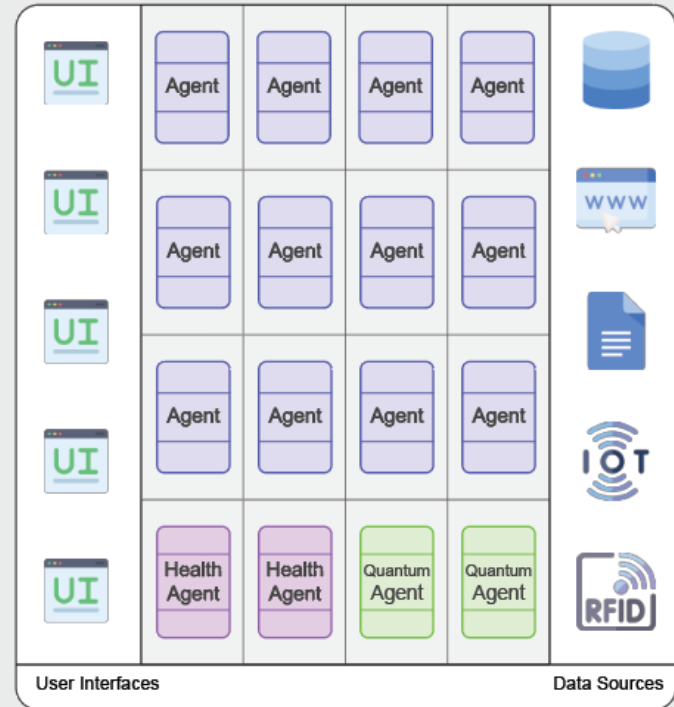 UI
Agent
Agent
Agent
Agent
WWW
UI
Agent
Agent
Agent
Agent
UI
Agent
Agent
Agent
Agent
UI
IOT
UI
Health
Agent
Health
Agent
Quantum
Agent
Quantum
Agent
RFID
User Interfaces
Data Sources